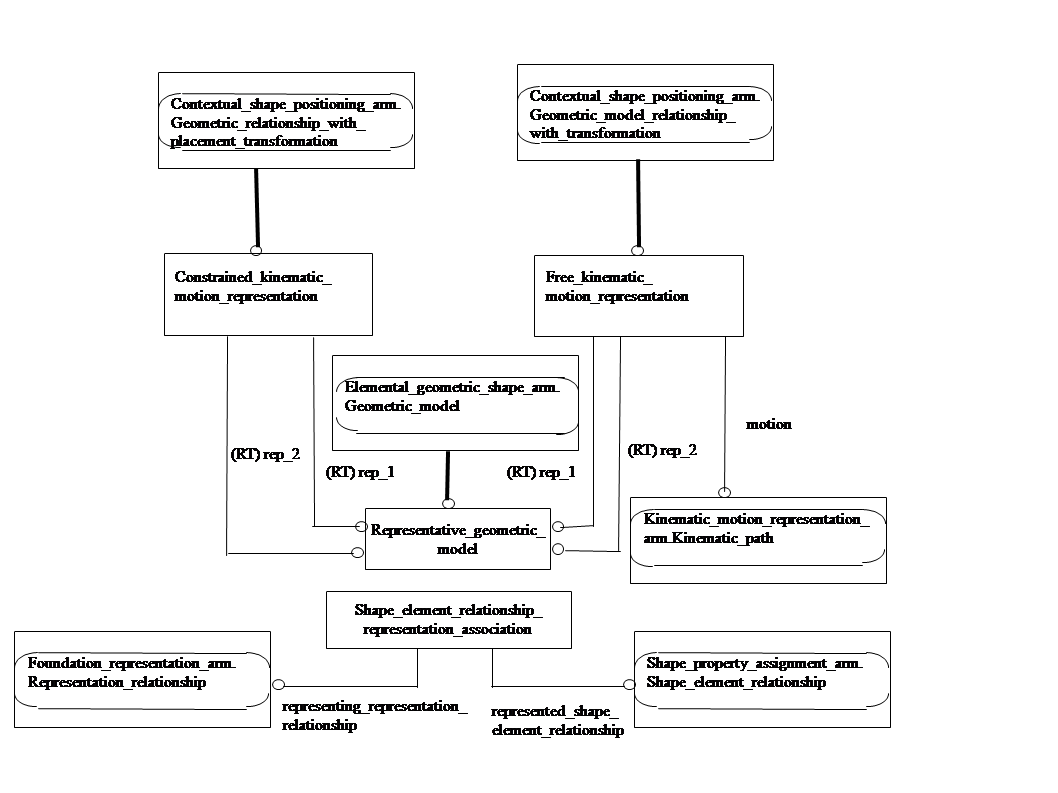 Contextual_shape_positioning_arm.
Geometric_relationship_with_
placement_transformation
Contextual_shape_positioning_arm.
Geometric_model_relationship_
with_transformation
Constrained_kinematic_
motion_representation
Free_kinematic_
motion_representation
Elemental_geometric_shape_arm.
Geometric_model
motion
(RT) rep_2
(RT) rep_1
(RT) rep_1
(RT) rep_2
Representative_geometric_
model
Kinematic_motion_representation_
arm.Kinematic_path
Shape_element_relationship_
representation_association
Foundation_representation_arm.
Representation_relationship
Shape_property_assignment_arm.
Shape_element_relationship
representing_representation_
relationship
represented_shape_
element_relationship